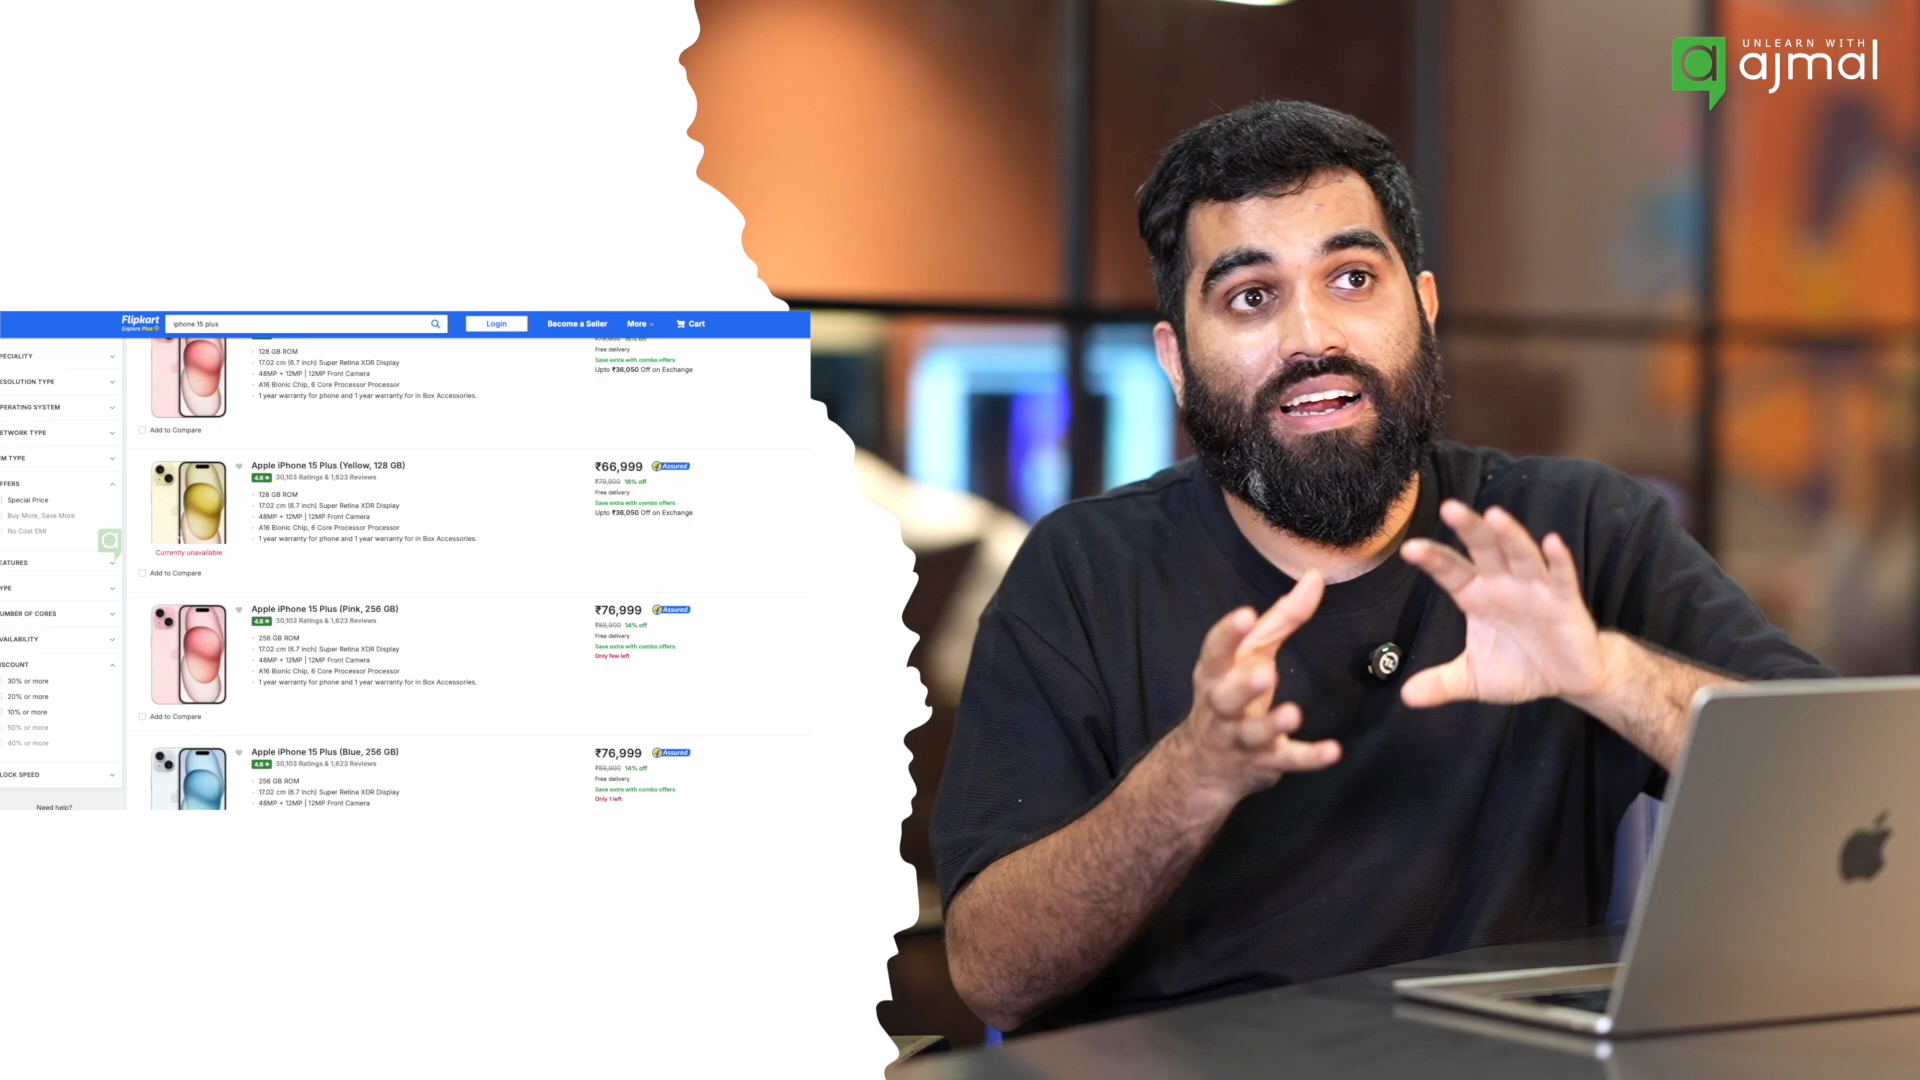 UNLEARN WITH
ajmal
Flipkart
Explore Plus
iphone 15 plus
Login
Become a Seller
More
Cart
PECIALITY
ESOLUTION TYPE
PERATING SYSTEM
ETWORK TYPE
IM TYPE
FFERS
Special Price
Buy More, Save More
No Cost EMI
EATURES
YPE
UMBER OF CORES
VAILABILITY
ISCOUNT
30% or more
20% or more
10% or more
50% or more
40% or more
LOCK SPEED
Need help?
128 GB ROM
17.02 cm (6.7 inch) Super Retina XDR Display
48MP + 12MP | 12MP Front Camera
A16 Bionic Chip, 6 Core Processor Processor
1 year warranty for phone and 1 year warranty for in Box Accessories.
Free delivery
Save extra with combo offers
Upto ₹36,050 Off on Exchange
Add to Compare
Apple iPhone 15 Plus (Yellow, 128 GB)
4.6 ★ 30,103 Ratings & 1,623 Reviews
128 GB ROM
17.02 cm (6.7 inch) Super Retina XDR Display
48MP + 12MP | 12MP Front Camera
A16 Bionic Chip, 6 Core Processor Processor
1 year warranty for phone and 1 year warranty for in Box Accessories.
₹66,999 Assured
₹79,900 16% off
Free delivery
Save extra with combo offers
Upto ₹36,050 Off on Exchange
Currently unavailable
Add to Compare
Apple iPhone 15 Plus (Pink, 256 GB)
4.6 ★ 30,103 Ratings & 1,623 Reviews
256 GB ROM
17.02 cm (6.7 inch) Super Retina XDR Display
48MP + 12MP | 12MP Front Camera
A16 Bionic Chip, 6 Core Processor Processor
1 year warranty for phone and 1 year warranty for in Box Accessories.
₹76,999 Assured
₹89,900 14% off
Free delivery
Save extra with combo offers
Only few left
Add to Compare
Apple iPhone 15 Plus (Blue, 256 GB)
4.6 ★ 30,103 Ratings & 1,623 Reviews
256 GB ROM
17.02 cm (6.7 inch) Super Retina XDR Display
48MP + 12MP | 12MP Front Camera
₹76,999 Assured
₹89,900 14% off
Free delivery
Save extra with combo offers
Only 1 left